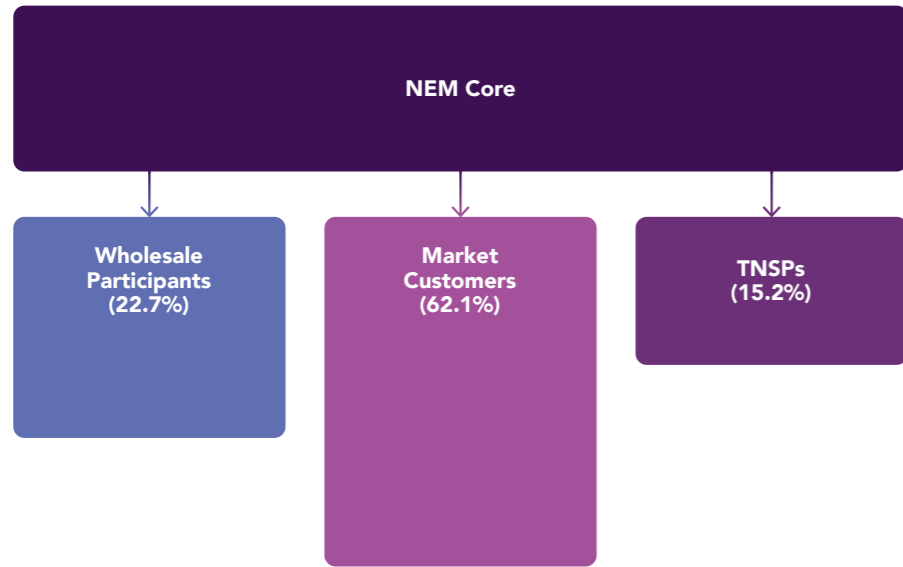 NEM Core
Wholesale
Participants
(22.7%)
Market
Customers
(62.1%)
TNSPs
(15.2%)